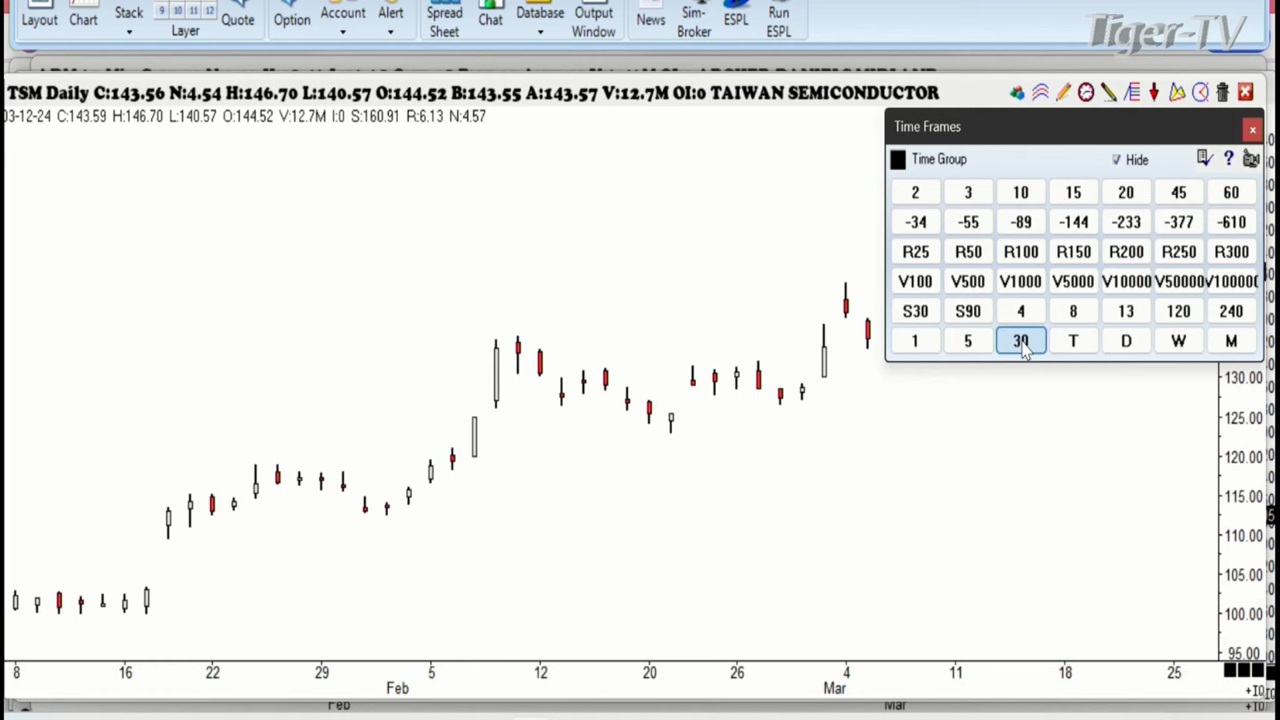 Layout Chart Stack 9 10 11 12 Quote Option Account Alert Spread Chat Database Output News Sim- ESPL Run
Layer Sheet Window Broker ESPL
Tiger-TV
TSM Daily C:143.56 N:4.54 H:146.70 L:140.57 O:144.52 B:143.55 A:143.57 V:12.7M OI:0 TAIWAN SEMICONDUCTOR
03-12-24 C:143.59 H:146.70 L:140.57 O:144.52 V:12.7M I:0 S:160.91 R:6.13 N:4.57
Time Frames
Time Group Hide ?
2 3 10 15 20 45 60
-34 -55 -89 -144 -233 -377 -610
R25 R50 R100 R150 R200 R250 R300
V100 V500 V1000 V5000 V10000 V50000 V100000
S30 S90 4 8 13 120 240
1 5 30 T D W M
130.00
125.00
120.00
115.00
110.00
105.00
100.00
95.00
8 16 22 29 5 12 20 26 4 11 18 25
Feb Mar
Feb Mar